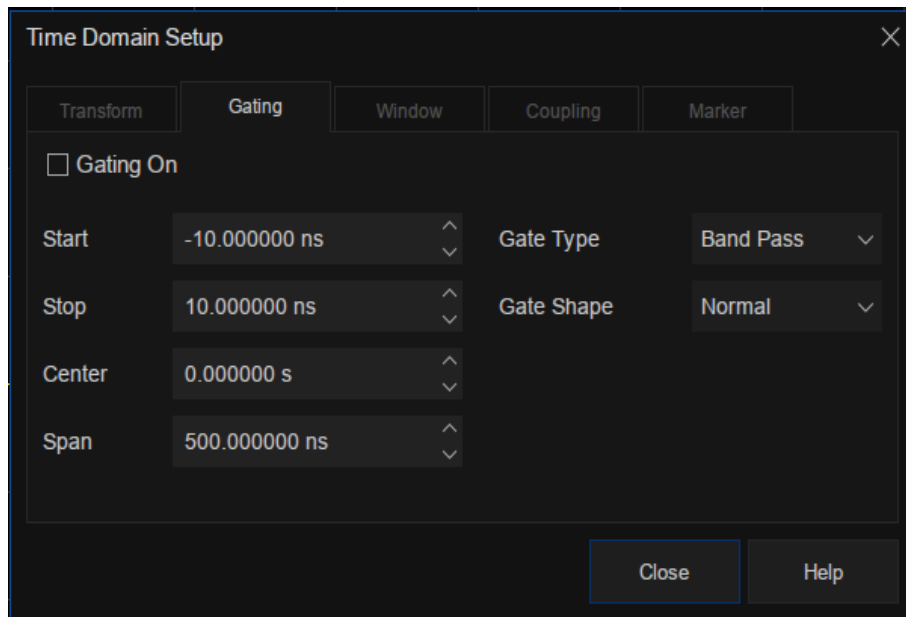 Time Domain Setup
Transform Gating Window Coupling Marker
Gating On
Start -10.000000 ns Gate Type Band Pass
Stop 10.000000 ns Gate Shape Normal
Center 0.000000 s
Span 500.000000 ns
Close Help